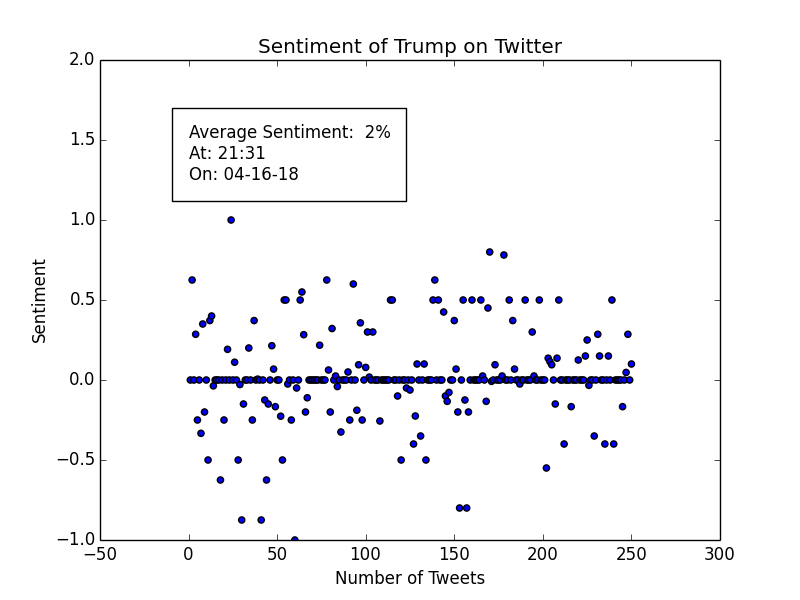 Sentiment of Trump on Twitter
2.0
1.5
1.0
0.5
0.0
−0.5
−1.0
Average Sentiment:  2%
At: 21:31
On: 04-16-18
Sentiment
−50 0 50 100 150 200 250 300
Number of Tweets